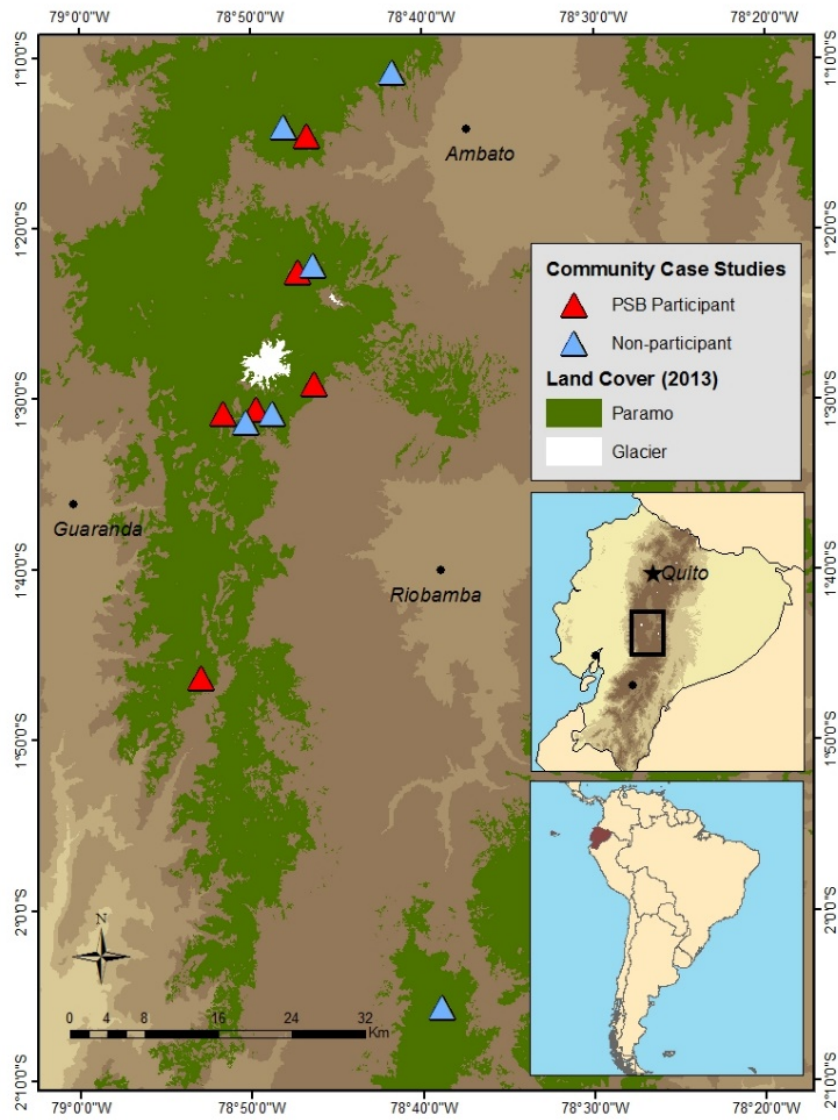 79°0'0"W 78°50'0"W 78°40'0"W 78°30'0"W 78°20'0"W
1°10'0"S 1°10'0"S
Ambato
1°20'0"S 1°20'0"S
Community Case Studies
PSB Participant
Non-participant
Land Cover (2013)
Paramo
Glacier
1°30'0"S 1°30'0"S
Guaranda
1°40'0"S 1°40'0"S
Riobamba
Quito
1°50'0"S 1°50'0"S
2°0'0"S 2°0'0"S
N
0 4 8 16 24 32
Km
2°10'0"S 2°10'0"S
79°0'0"W 78°50'0"W 78°40'0"W 78°30'0"W 78°20'0"W